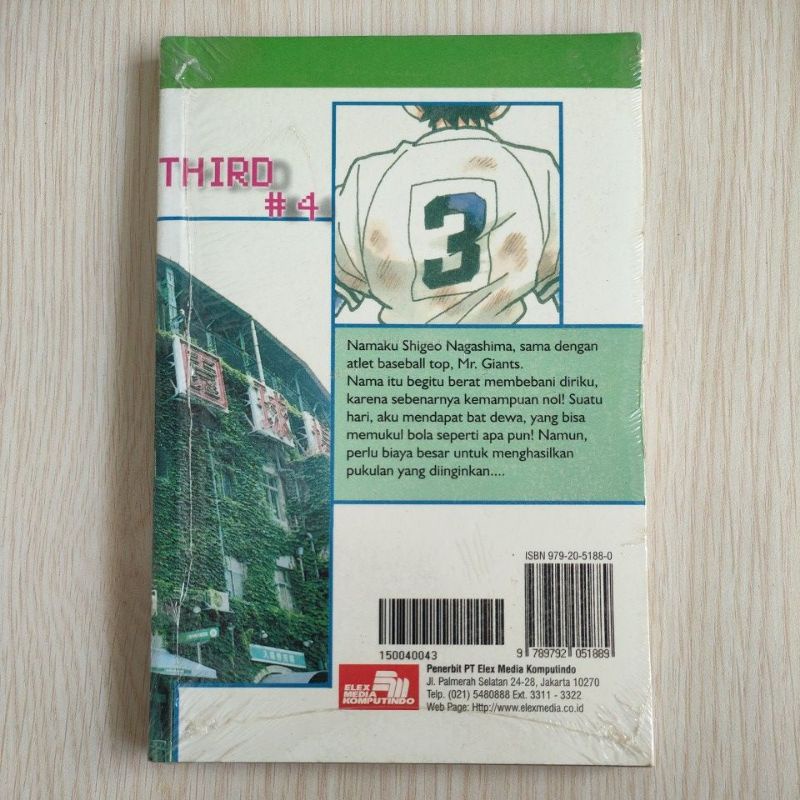 THIRD
# 4
3
Namaku Shigeo Nagashima, sama dengan
atlet baseball top, Mr. Giants.
Nama itu begitu berat membebani diriku,
karena sebenarnya kemampuan nol! Suatu
hari, aku mendapat bat dewa, yang bisa
memukul bola seperti apa pun! Namun,
perlu biaya besar untuk menghasilkan
pukulan yang diinginkan....
ISBN 979-20-5188-0
150040043
9 789792 051889
ELEX
MEDIA
KOMPUTINDO
Penerbit PT Elex Media Komputindo
Jl. Palmerah Selatan 24-28, Jakarta 10270
Telp. (021) 5480888 Ext. 3311 - 3322
Web Page: Http://www.elexmedia.co.id